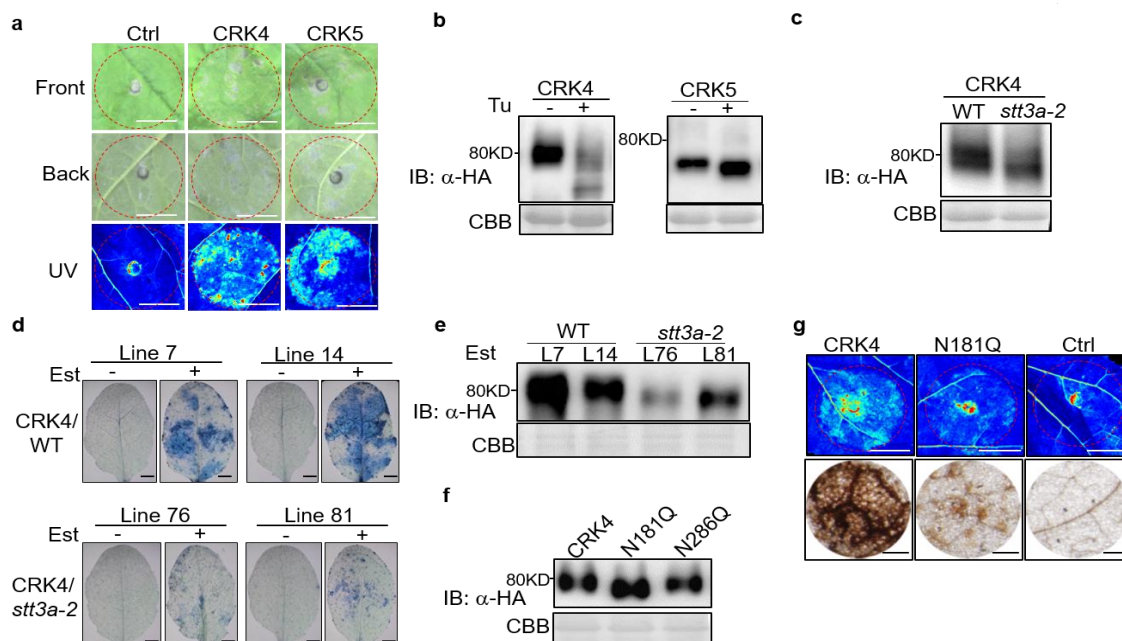 a
Ctrl CRK4 CRK5
Front
Back
UV
b
CRK4
Tu - +
80KD
IB: α-HA
CBB
CRK5
- +
80KD
c
CRK4
WT stt3a-2
80KD
IB: α-HA
CBB
d
Line 7 Line 14
Est - + - +
CRK4/
WT
Line 76 Line 81
Est - + - +
CRK4/
stt3a-2
e
WT stt3a-2
Est L7 L14 L76 L81
80KD
IB: α-HA
CBB
f
CRK4 N181Q N286Q
80KD
IB: α-HA
CBB
g
CRK4 N181Q Ctrl